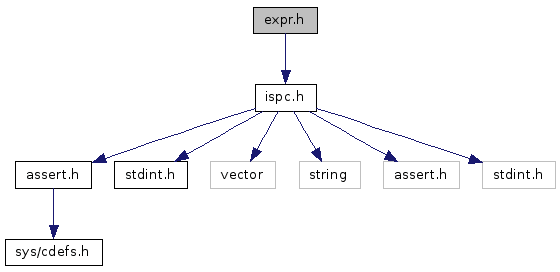 expr.h
ispc.h
assert.h
stdint.h
vector
string
assert.h
stdint.h
sys/cdefs.h